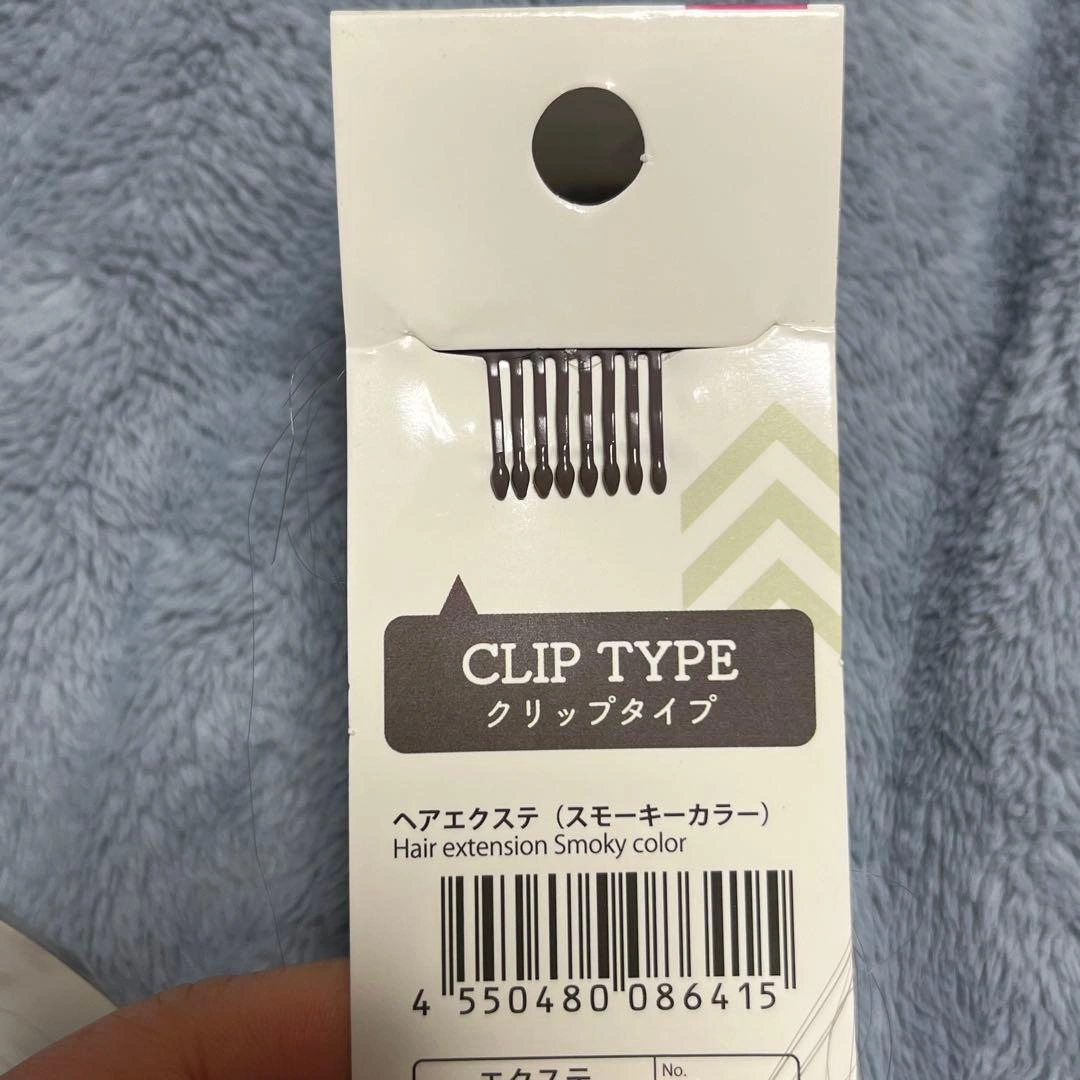 CLIP TYPE
クリップタイプ
ヘアエクステ（スモーキーカラー）
Hair extension Smoky color
4 550480 086415
エクステ
No.